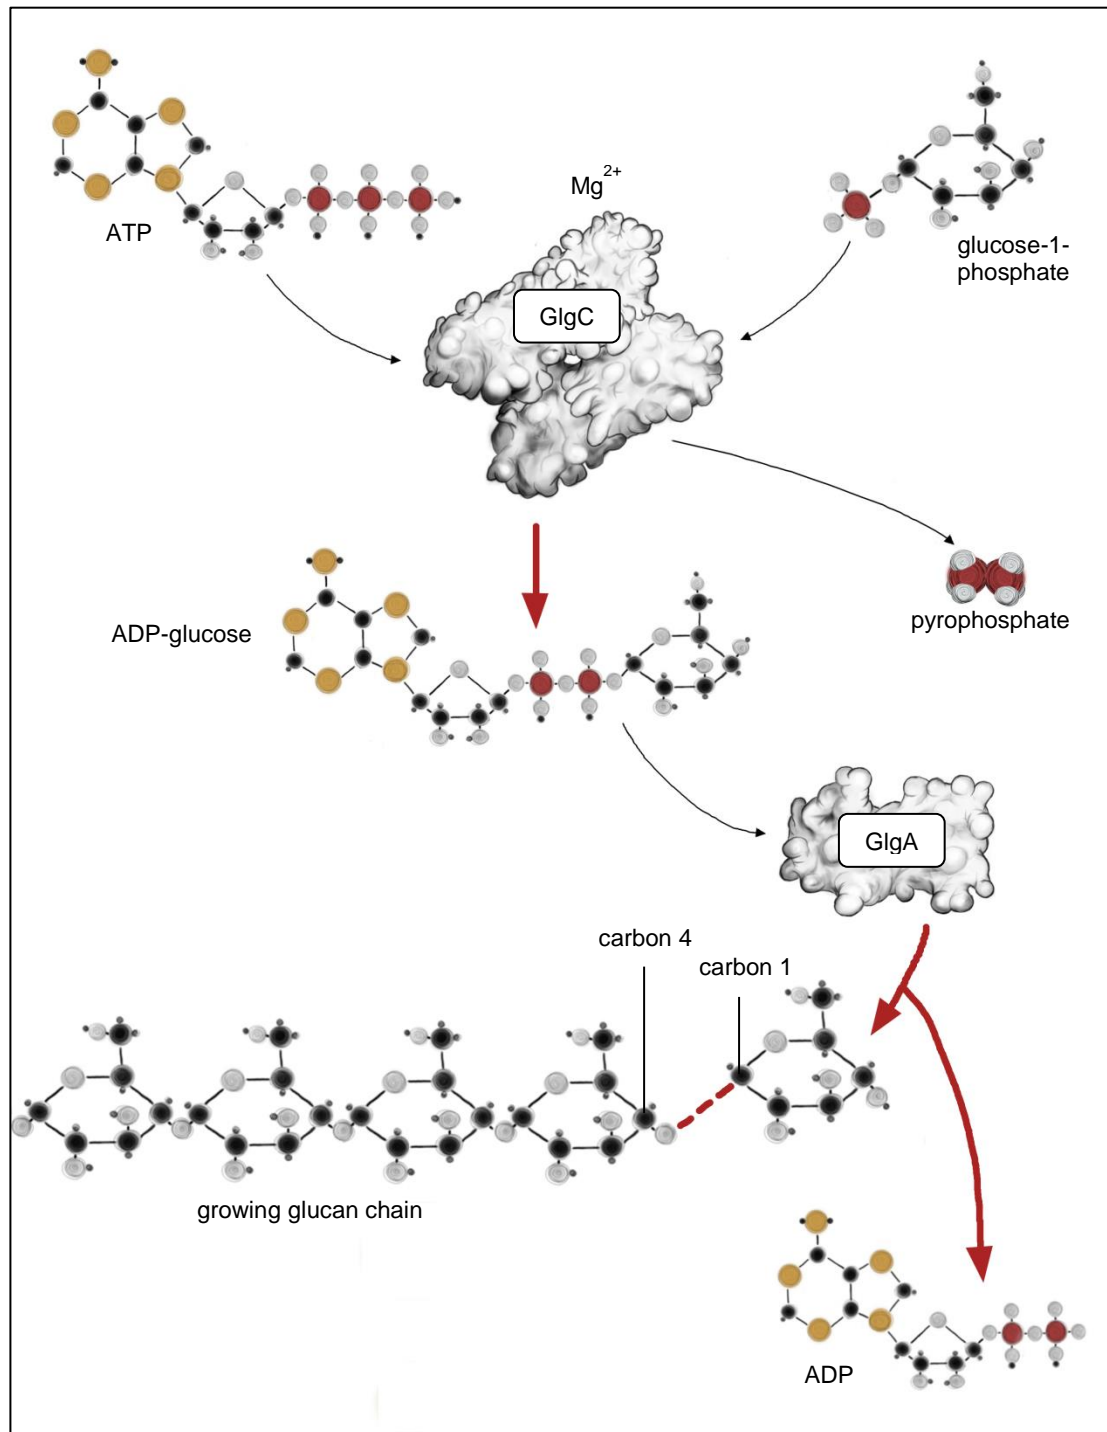 Mg2+
ATP
glucose-1-
phosphate
GlgC
ADP-glucose
pyrophosphate
GlgA
carbon 4
carbon 1
growing glucan chain
ADP